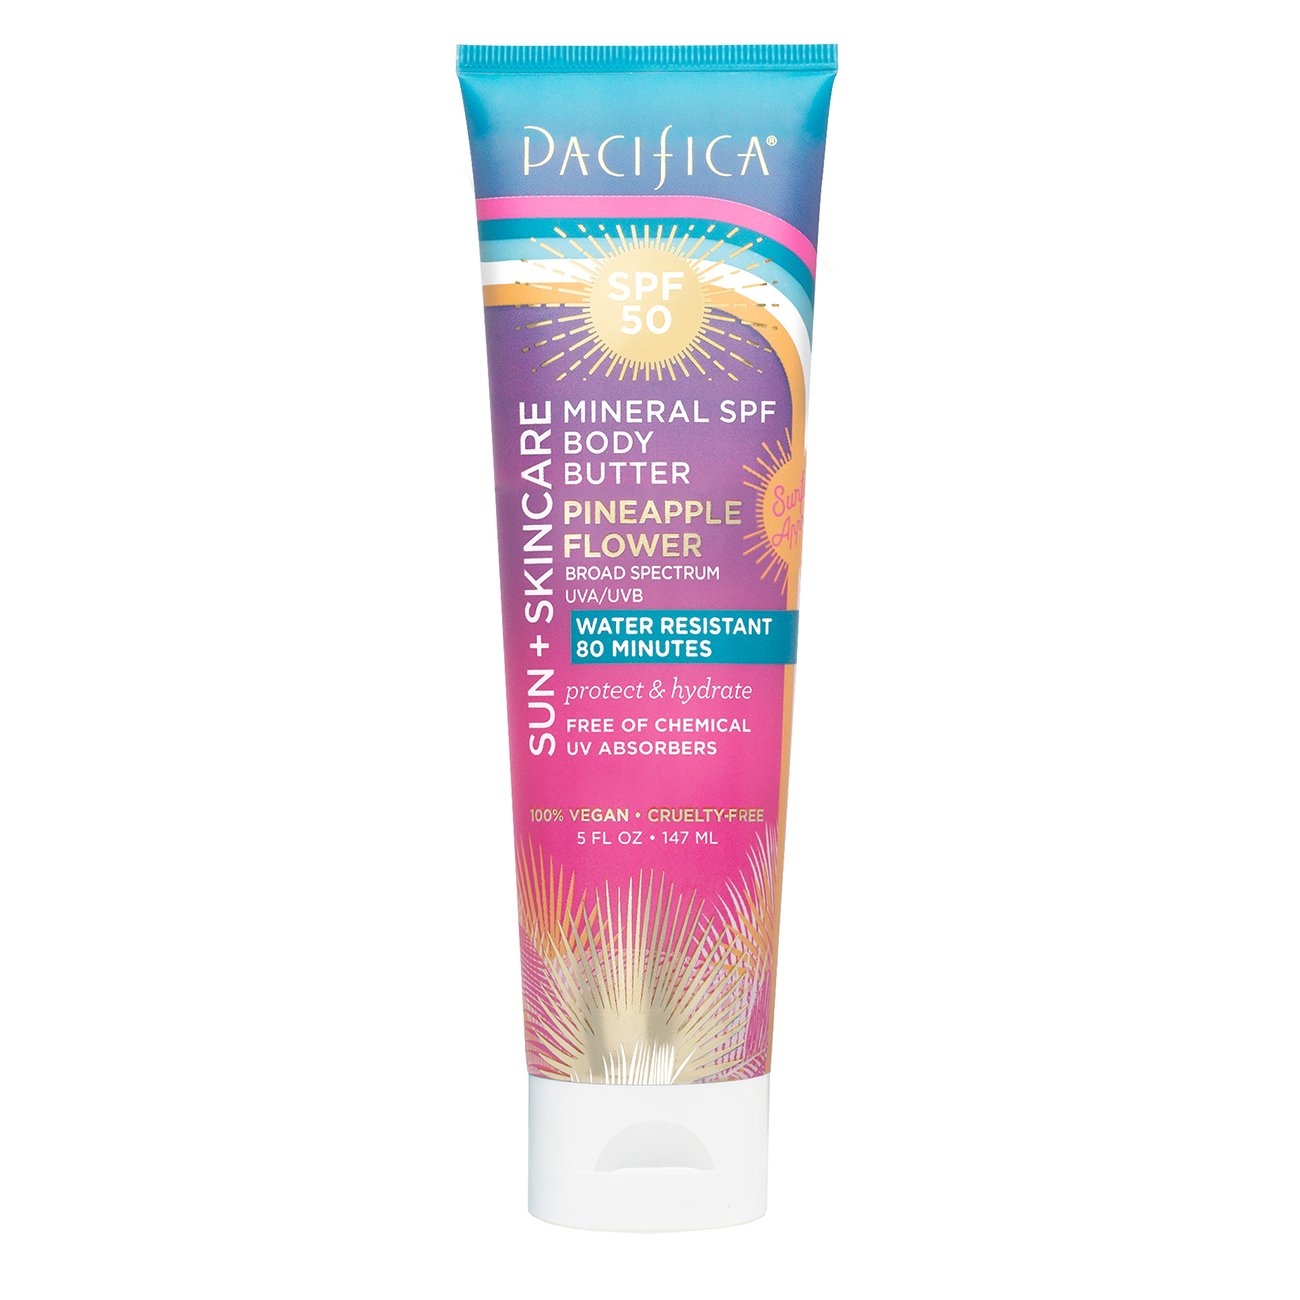 PACIFICA®
SPF
50
SUN + SKINCARE
MINERAL SPF
BODY
BUTTER
PINEAPPLE
FLOWER
BROAD SPECTRUM
UVA/UVB
WATER RESISTANT
80 MINUTES
protect & hydrate
FREE OF CHEMICAL
UV ABSORBERS
100% VEGAN • CRUELTY-FREE
5 FL OZ • 147 ML